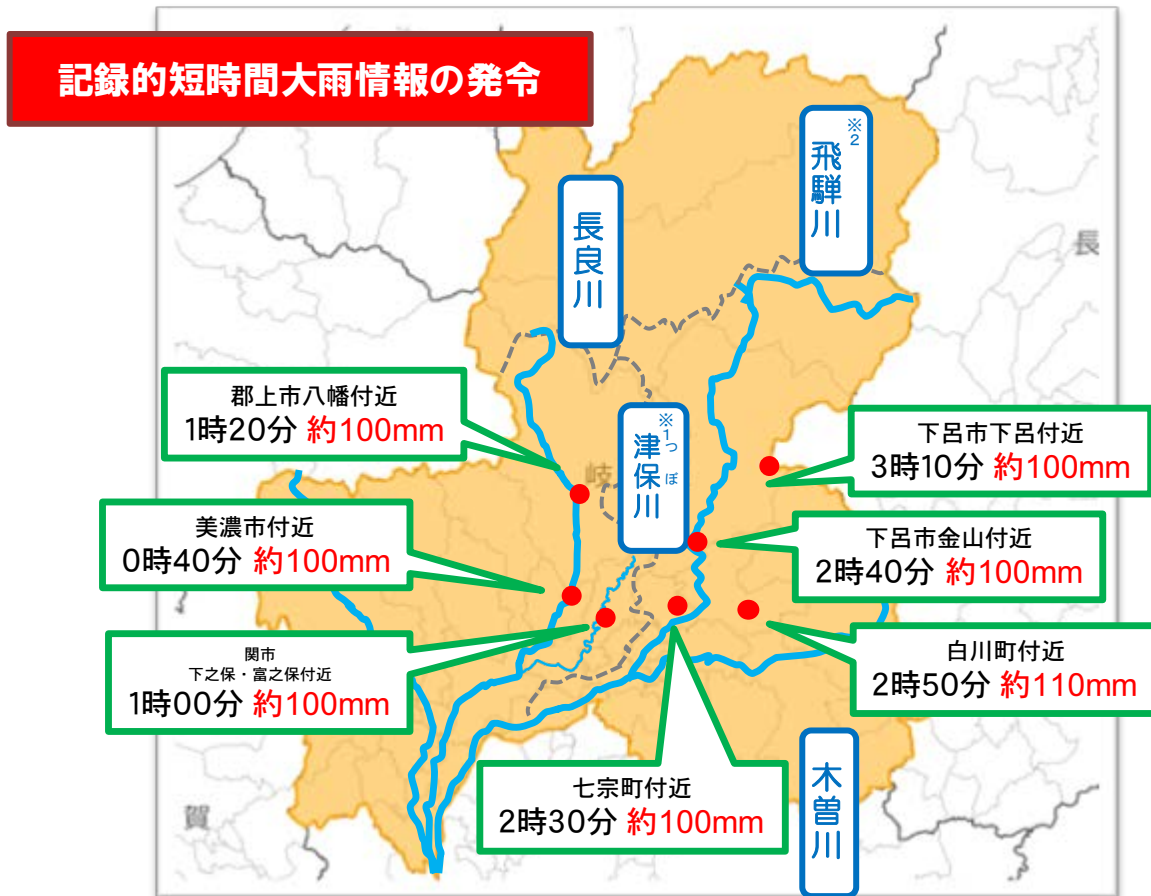 記録的短時間大雨情報の発令
飛騨川
※2
長良川
長
郡上市八幡付近
1時20分 約100mm
岐
津保川
※1つぼ
下呂市下呂付近
3時10分 約100mm
美濃市付近
0時40分 約100mm
下呂市金山付近
2時40分 約100mm
関市
下之保・富之保付近
1時00分 約100mm
白川町付近
2時50分 約110mm
七宗町付近
2時30分 約100mm
木曽川
賀